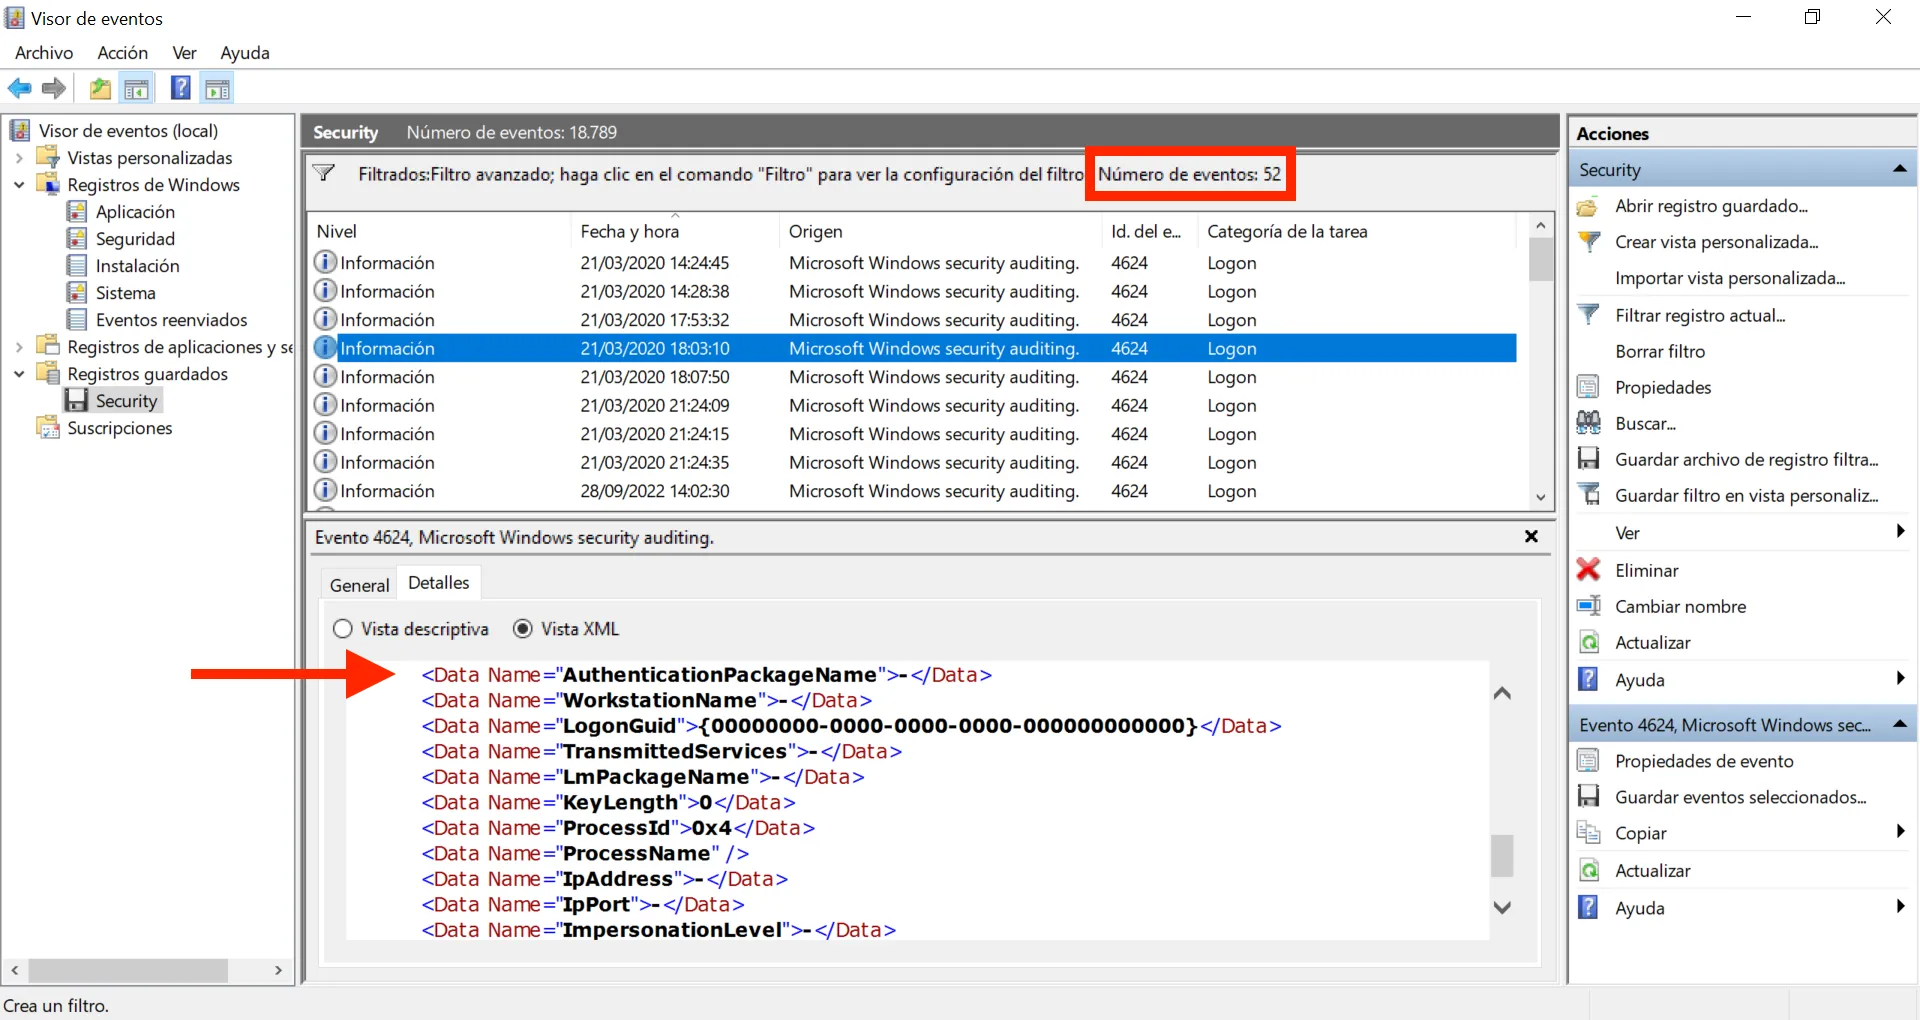 Visor de eventos
Archivo Acción Ver Ayuda
Visor de eventos (local)
Vistas personalizadas
Registros de Windows
Aplicación
Seguridad
Instalación
Sistema
Eventos reenviados
Registros de aplicaciones y se
Registros guardados
Security
Suscripciones
Security Número de eventos: 18.789
Filtrados:Filtro avanzado; haga clic en el comando "Filtro" para ver la configuración del filtro Número de eventos: 52
Nivel Fecha y hora Origen Id. del e... Categoría de la tarea
Información 21/03/2020 14:24:45 Microsoft Windows security auditing. 4624 Logon
Información 21/03/2020 14:28:38 Microsoft Windows security auditing. 4624 Logon
Información 21/03/2020 17:53:32 Microsoft Windows security auditing. 4624 Logon
Información 21/03/2020 18:03:10 Microsoft Windows security auditing. 4624 Logon
Información 21/03/2020 18:07:50 Microsoft Windows security auditing. 4624 Logon
Información 21/03/2020 21:24:09 Microsoft Windows security auditing. 4624 Logon
Información 21/03/2020 21:24:15 Microsoft Windows security auditing. 4624 Logon
Información 21/03/2020 21:24:35 Microsoft Windows security auditing. 4624 Logon
Información 28/09/2022 14:02:30 Microsoft Windows security auditing. 4624 Logon
Evento 4624, Microsoft Windows security auditing.
General Detalles
Vista descriptiva Vista XML
<Data Name="AuthenticationPackageName">-</Data>
<Data Name="WorkstationName">-</Data>
<Data Name="LogonGuid">{00000000-0000-0000-0000-000000000000}</Data>
<Data Name="TransmittedServices">-</Data>
<Data Name="LmPackageName">-</Data>
<Data Name="KeyLength">0</Data>
<Data Name="ProcessId">0x4</Data>
<Data Name="ProcessName" />
<Data Name="IpAddress">-</Data>
<Data Name="IpPort">-</Data>
<Data Name="ImpersonationLevel">-</Data>
Acciones
Security
Abrir registro guardado...
Crear vista personalizada...
Importar vista personalizada...
Filtrar registro actual...
Borrar filtro
Propiedades
Buscar...
Guardar archivo de registro filtra...
Guardar filtro en vista personaliz...
Ver
Eliminar
Cambiar nombre
Actualizar
Ayuda
Evento 4624, Microsoft Windows sec...
Propiedades de evento
Guardar eventos seleccionados...
Copiar
Actualizar
Ayuda
Crea un filtro.